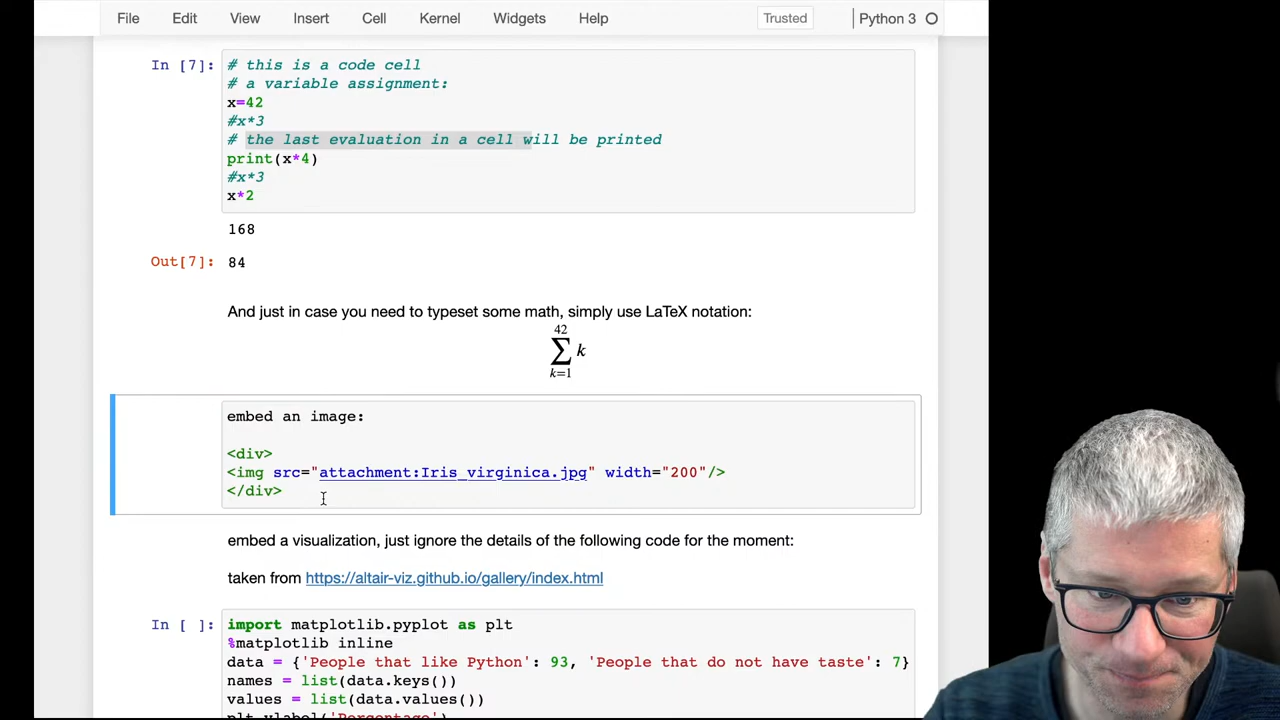 File Edit View Insert Cell Kernel Widgets Help Trusted Python 3
In [7]: # this is a code cell
# a variable assignment:
x=42
#x*3
# the last evaluation in a cell will be printed
print(x*4)
#x*3
x*2
168
Out[7]: 84
And just in case you need to typeset some math, simply use LaTeX notation:
42
∑ k
k=1
embed an image:
<div>
<img src="attachment:Iris_virginica.jpg" width="200"/>
</div>
embed a visualization, just ignore the details of the following code for the moment:
taken from https://altair-viz.github.io/gallery/index.html
In [ ]: import matplotlib.pyplot as plt
%matplotlib inline
data = {'People that like Python': 93, 'People that do not have taste': 7}
names = list(data.keys())
values = list(data.values())
plt.ylabel('Percentage')